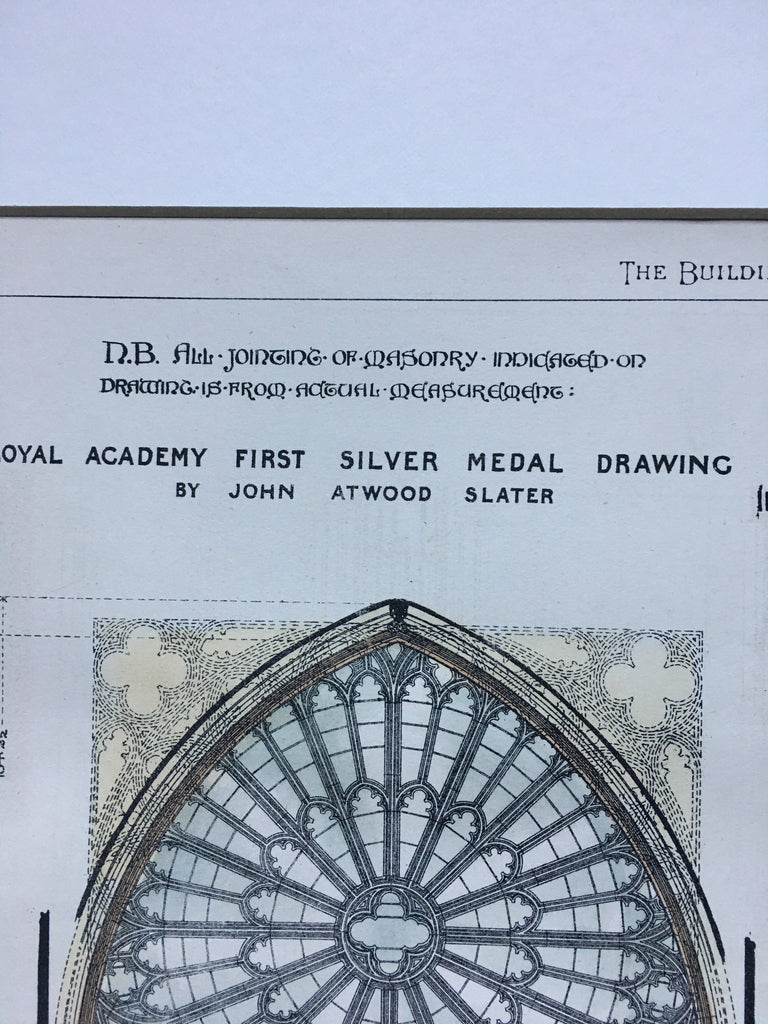 THE BUILDI
N.B. ALL·JOINTING·OF·MASONRY·INDICATED·ON
DRAWING·IS·FROM·ACTUAL·MEASUREMENT:
OYAL ACADEMY FIRST SILVER MEDAL DRAWING
BY JOHN ATWOOD SLATER